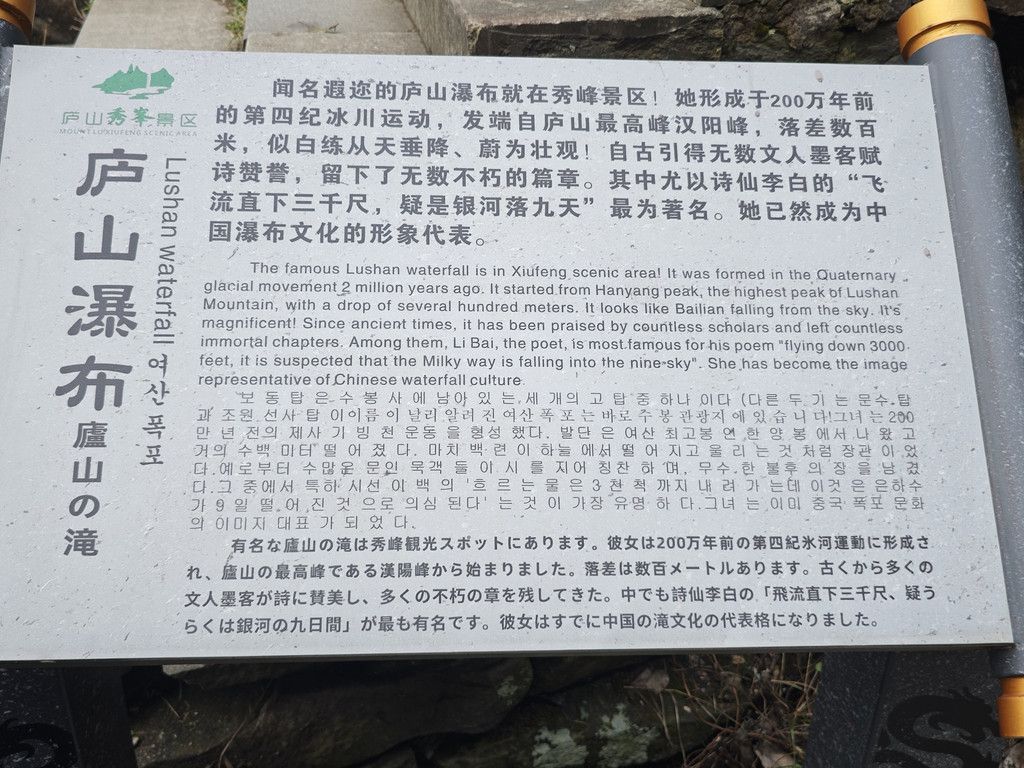 庐山秀峯景区
MOUNT LU XIUFENG SCENIC AREA
庐山瀑布
Lushan waterfall
여산폭포
廬山の滝
闻名遐迩的庐山瀑布就在秀峰景区！她形成于200万年前
的第四纪冰川运动，发端自庐山最高峰汉阳峰，落差数百
米，似白练从天垂降、蔚为壮观！自古引得无数文人墨客赋
诗赞誉，留下了无数不朽的篇章。其中尤以诗仙李白的“飞
流直下三千尺，疑是银河落九天”最为著名。她已然成为中
国瀑布文化的形象代表。
The famous Lushan waterfall is in Xiufeng scenic area! It was formed in the Quaternary
glacial movement 2 million years ago. It started from Hanyang peak, the highest peak of Lushan
Mountain, with a drop of several hundred meters. It looks like Bailian falling from the sky. It's
magnificent! Since ancient times, it has been praised by countless scholars and left countless
immortal chapters. Among them, Li Bai, the poet, is most famous for his poem "flying down 3000
feet, it is suspected that the Milky way is falling into the nine-sky". She has become the image
representative of Chinese waterfall culture
보 동 탑 은 수 봉 사 에 남아 있 는 세 개의 고 탑 중 하나 이다 (다른 두 기 는 문수 탑
과 조원 선사 탑 이이름 이 널리 알려 진 여산 폭 포 는 바로 수 봉 관광지 에 있 습 니 다!그녀 는 200
만 년 전의 제사 기 빙 천 운동 을 형성 했다. 발단 은 여산 최고봉 인 한 양 봉 에서 나 왔 고
거의 수백 마터 떨 어 졌 다. 마치 백 련 이 하늘 에서 떨 어 지고 울 리 는 것 처럼 장관 이 었
다.예로부터 수많은 문인 묵객 들 이 시 를 지어 칭찬 하 며, 무수 한 불후 의 장 을 남 겼
다.그 중에서 특히 시선 이 백 의 '흐 르 는 물 은 3 천 척 까지 내 려 가 는데 이것 은 은하수
가 9 일 떨 어 진 것 으로 의심 된다' 는 것 이 가장 유명 하 다.그녀 는 이미 중국 폭포 문화
의 이미지 대표 가 되 었 다.
有名な廬山の滝は秀峰観光スポットにあります。彼女は200万年前の第四紀氷河運動に形成さ
れ、廬山の最高峰である漢陽峰から始まりました。落差は数百メートルあります。古くから多くの
文人墨客が詩に賛美し、多くの不朽の章を残してきた。中でも詩仙李白の「飛流直下三千尺、疑う
らくは銀河の九日間」が最も有名です。彼女はすでに中国の滝文化の代表格になりました。